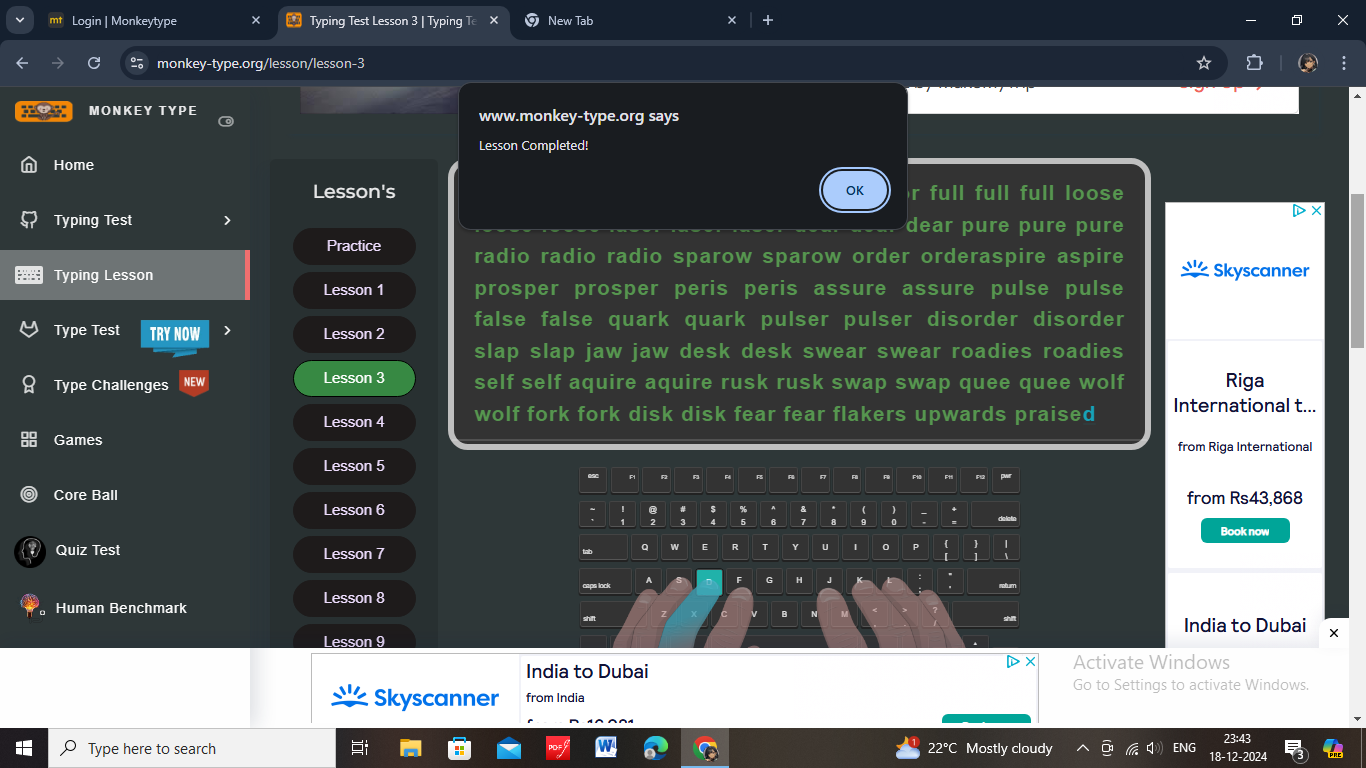 Login | Monkeytype
Typing Test Lesson 3 | Typing Te
New Tab
monkey-type.org/lesson/lesson-3
MONKEY TYPE
Home
Typing Test
Typing Lesson
Type Test
TRY NOW
Type Challenges
NEW
Games
Core Ball
Quiz Test
Human Benchmark
Lesson's
Practice
Lesson 1
Lesson 2
Lesson 3
Lesson 4
Lesson 5
Lesson 6
Lesson 7
Lesson 8
Lesson 9
www.monkey-type.org says
Lesson Completed!
OK
full full full loose
dear pure pure pure
radio radio radio sparow sparow order orderaspire aspire
prosper prosper peris peris assure assure pulse pulse
false false quark quark pulser pulser disorder disorder
slap slap jaw jaw desk desk swear swear roadies roadies
self self aquire aquire rusk rusk swap swap quee quee wolf
wolf fork fork disk disk fear fear flakers upwards praised
esc F1 F2 F3 F4 F5 F6 F7 F8 F9 F10 F11 F12 pwr
~ ! @ # $ % ^ & * ( ) _ +
` 1 2 3 4 5 6 7 8 9 0 - = delete
tab Q W E R T Y U I O P { } |
[ ] \
caps lock A S D F G H J K L : "
; ' return
shift Z X C V B N M < > ? shift
Skyscanner
Riga
International t...
from Riga International
from Rs43,868
Book now
India to Dubai
Skyscanner
India to Dubai
from India
Activate Windows
Go to Settings to activate Windows.
Type here to search
22°C Mostly cloudy
ENG
23:43
18-12-2024
3